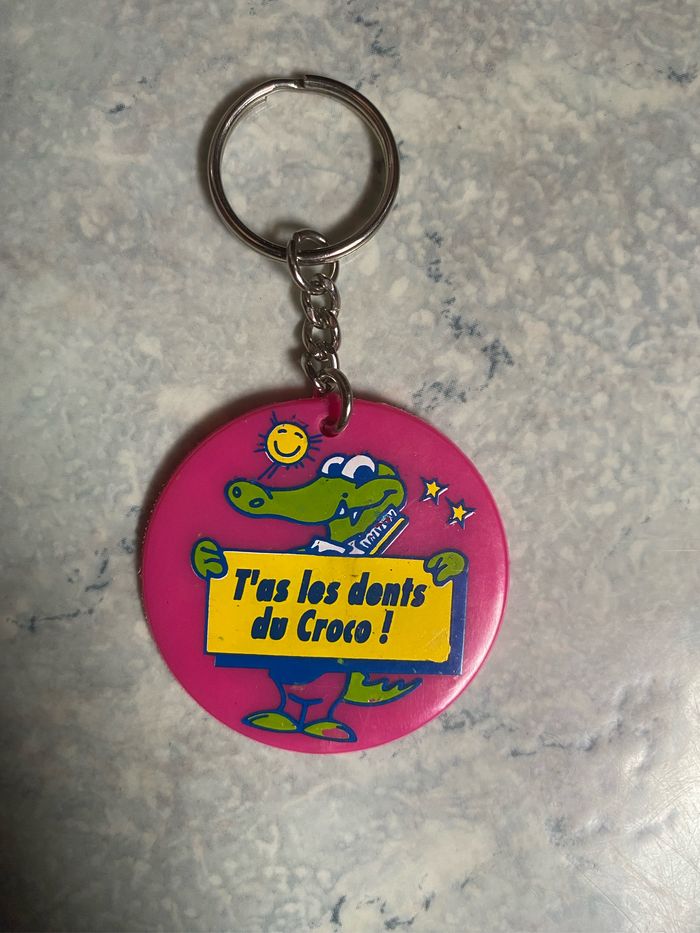 T'as les dents
du Croco !